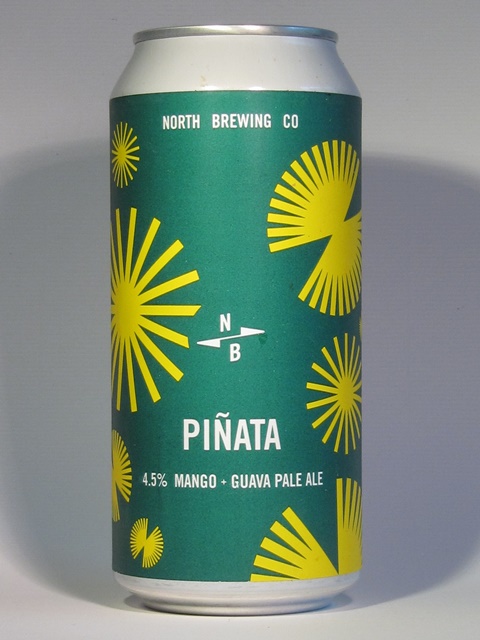 NORTH BREWING CO
N
B
PIÑATA
4.5% MANGO + GUAVA PALE ALE